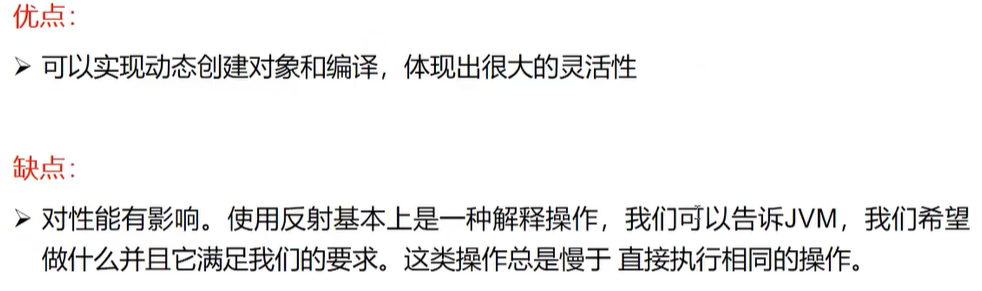 优点：
➢ 可以实现动态创建对象和编译，体现出很大的灵活性
缺点：
➢ 对性能有影响。使用反射基本上是一种解释操作，我们可以告诉JVM，我们希望
做什么并且它满足我们的要求。这类操作总是慢于 直接执行相同的操作。